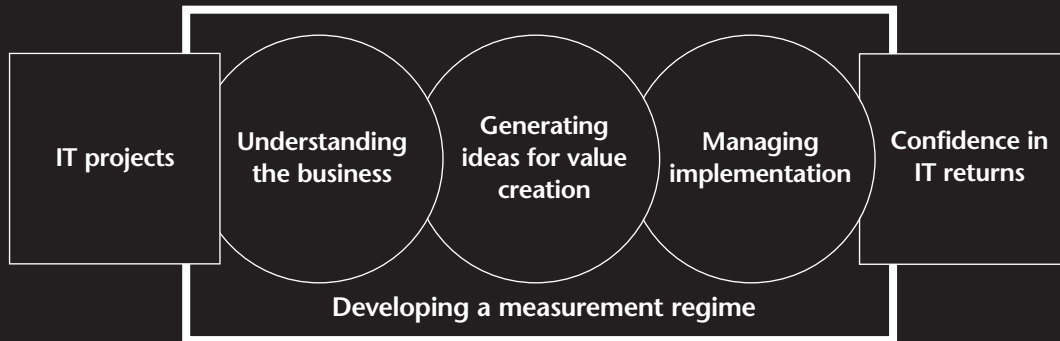 IT projects
Understanding
the business
Generating
ideas for value
creation
Managing
implementation
Confidence in
IT returns
Developing a measurement regime